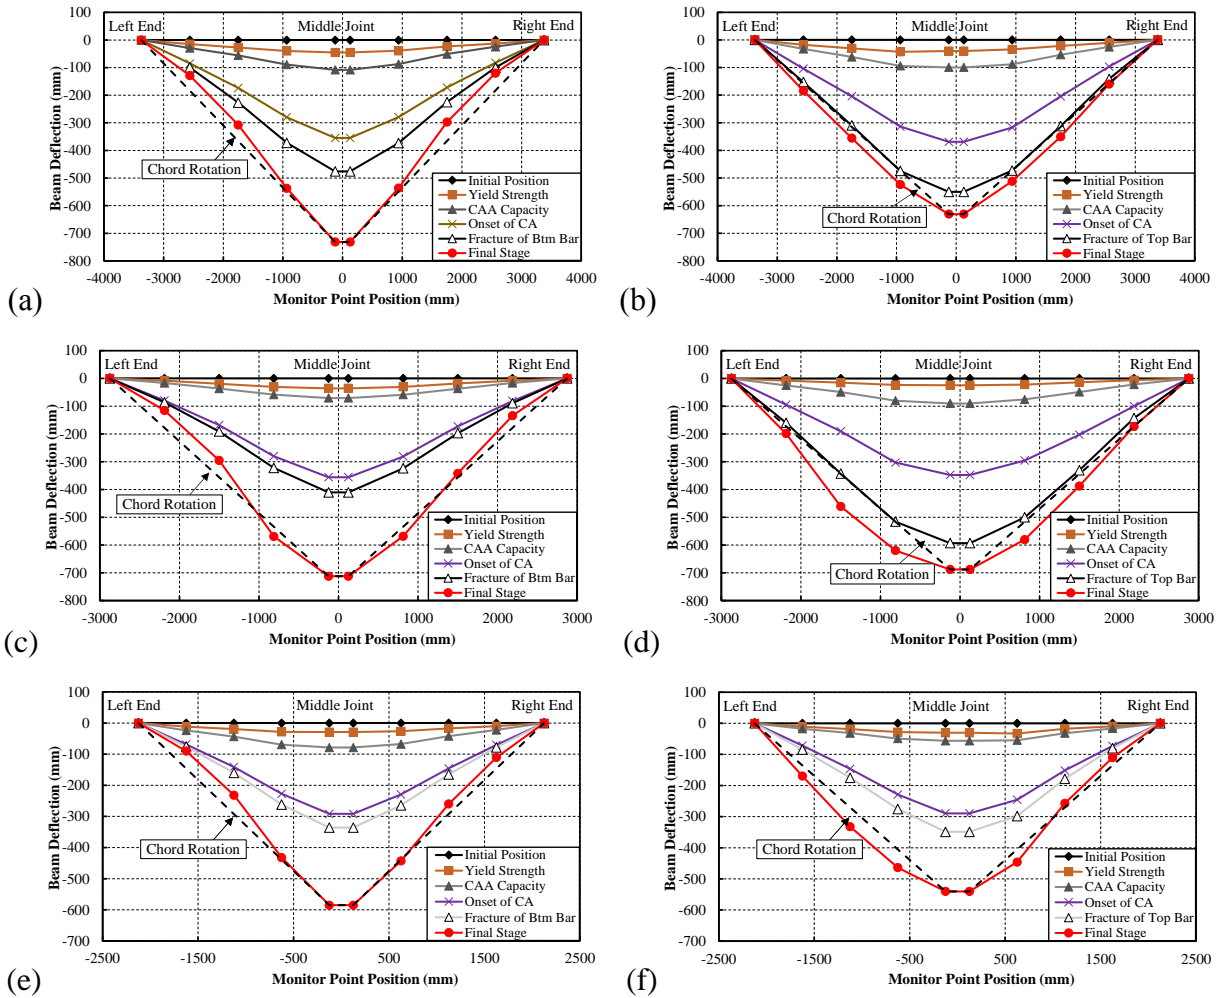 Left End Middle Joint Right End
100
0
-100
-200
-300
-400
-500
-600
-700
-800
Beam Deflection (mm)
Chord Rotation
Initial Position
Yield Strength
CAA Capacity
Onset of CA
Fracture of Btm Bar
Final Stage
-4000 -3000 -2000 -1000 0 1000 2000 3000 4000
Monitor Point Position (mm)
(a)
Left End Middle Joint Right End
100
0
-100
-200
-300
-400
-500
-600
-700
-800
Beam Deflection (mm)
Chord Rotation
Initial Position
Yield Strength
CAA Capacity
Onset of CA
Fracture of Top Bar
Final Stage
-4000 -3000 -2000 -1000 0 1000 2000 3000 4000
Monitor Point Position (mm)
(b)
Left End Middle Joint Right End
100
0
-100
-200
-300
-400
-500
-600
-700
-800
Beam Deflection (mm)
Chord Rotation
Initial Position
Yield Strength
CAA Capacity
Onset of CA
Fracture of Btm Bar
Final Stage
-3000 -2000 -1000 0 1000 2000 3000
Monitor Point Position (mm)
(c)
Left End Middle Joint Right End
100
0
-100
-200
-300
-400
-500
-600
-700
-800
Beam Deflection (mm)
Chord Rotation
Initial Position
Yield Strength
CAA Capacity
Onset of CA
Fracture of Top Bar
Final Stage
-3000 -2000 -1000 0 1000 2000 3000
Monitor Point Position (mm)
(d)
Left End Middle Joint Right End
100
0
-100
-200
-300
-400
-500
-600
-700
Beam Deflection (mm)
Chord Rotation
Initial Position
Yield Strength
CAA Capacity
Onset of CA
Fracture of Btm Bar
Final Stage
-2500 -1500 -500 500 1500 2500
Monitor Point Position (mm)
(e)
Left End Middle Joint Right End
100
0
-100
-200
-300
-400
-500
-600
-700
Beam Deflection (mm)
Chord Rotation
Initial Position
Yield Strength
CAA Capacity
Onset of CA
Fracture of Top Bar
Final Stage
-2500 -1500 -500 500 1500 2500
Monitor Point Position (mm)
(f)